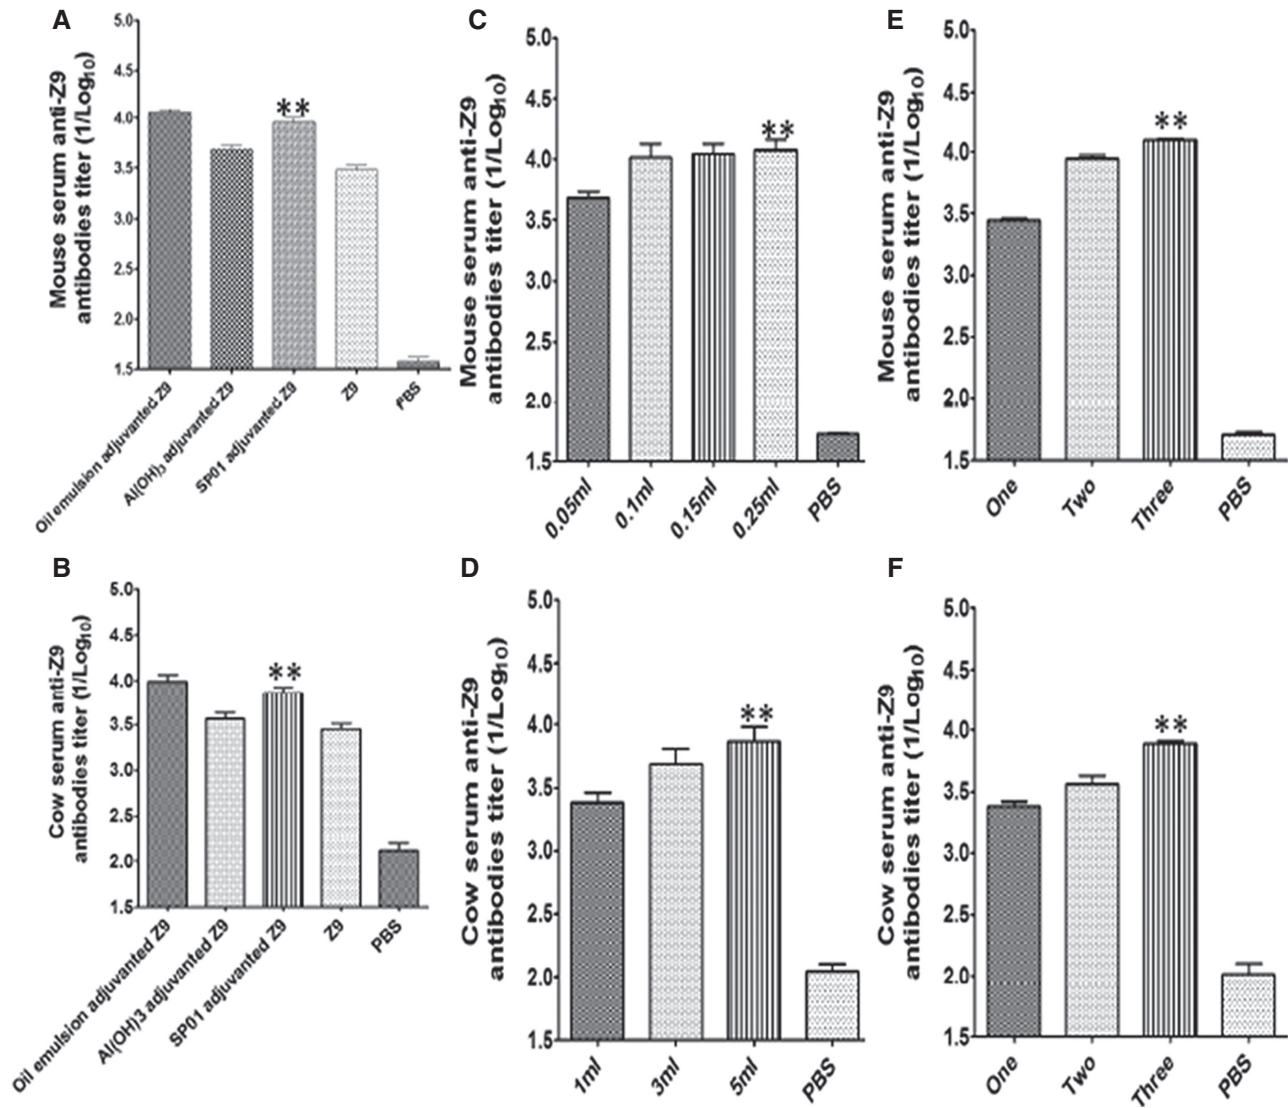 A
Mouse serum anti-Z9
antibodies titer (1/Log10)
5.0
4.5
4.0
3.5
3.0
2.5
2.0
1.5
**
Oil emulsion adjuvanted Z9
Al(OH)3 adjuvanted Z9
SP01 adjuvanted Z9
Z9
PBS
C
Mouse serum anti-Z9
antibodies titer (1/Log10)
5.0
4.5
4.0
3.5
3.0
2.5
2.0
1.5
**
0.05ml
0.1ml
0.15ml
0.25ml
PBS
E
Mouse serum anti-Z9
antibodies titer (1/Log10)
5.0
4.5
4.0
3.5
3.0
2.5
2.0
1.5
**
One
Two
Three
PBS
B
Cow serum anti-Z9
antibodies titer (1/Log10)
5.0
4.5
4.0
3.5
3.0
2.5
2.0
1.5
**
Oil emulsion adjuvanted Z9
Al(OH)3 adjuvanted Z9
SP01 adjuvanted Z9
Z9
PBS
D
Cow serum anti-Z9
antibodies titer (1/Log10)
5.0
4.5
4.0
3.5
3.0
2.5
2.0
1.5
**
1ml
3ml
5ml
PBS
F
Cow serum anti-Z9
antibodies titer (1/Log10)
5.0
4.5
4.0
3.5
3.0
2.5
2.0
1.5
**
One
Two
Three
PBS